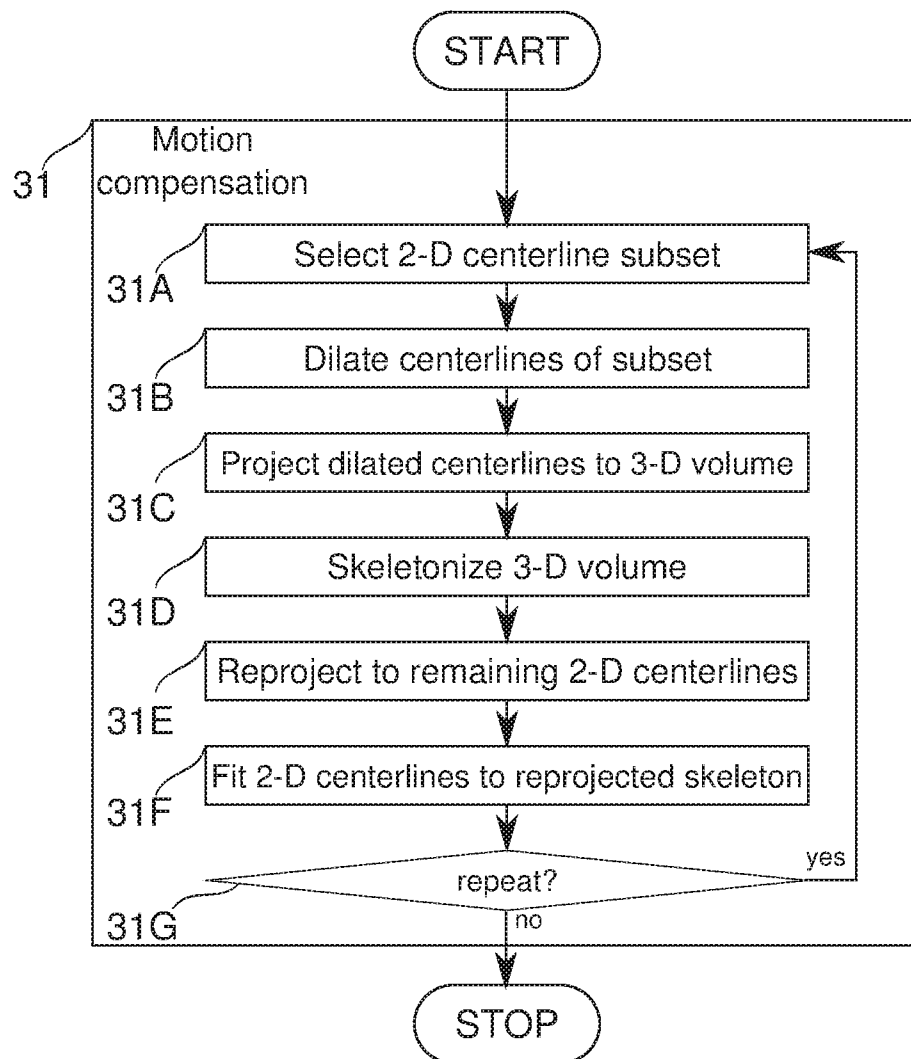 START
Motion
31
compensation
Select 2-D centerline subset
31A
Dilate centerlines of subset
31B
Project dilated centerlines to 3-D volume
31C
Skeletonize 3-D volume
31D
Reproject to remaining 2-D centerlines
31E
Fit 2-D centerlines to reprojected skeleton
31F
yes
repeat?
31G
no
STOP